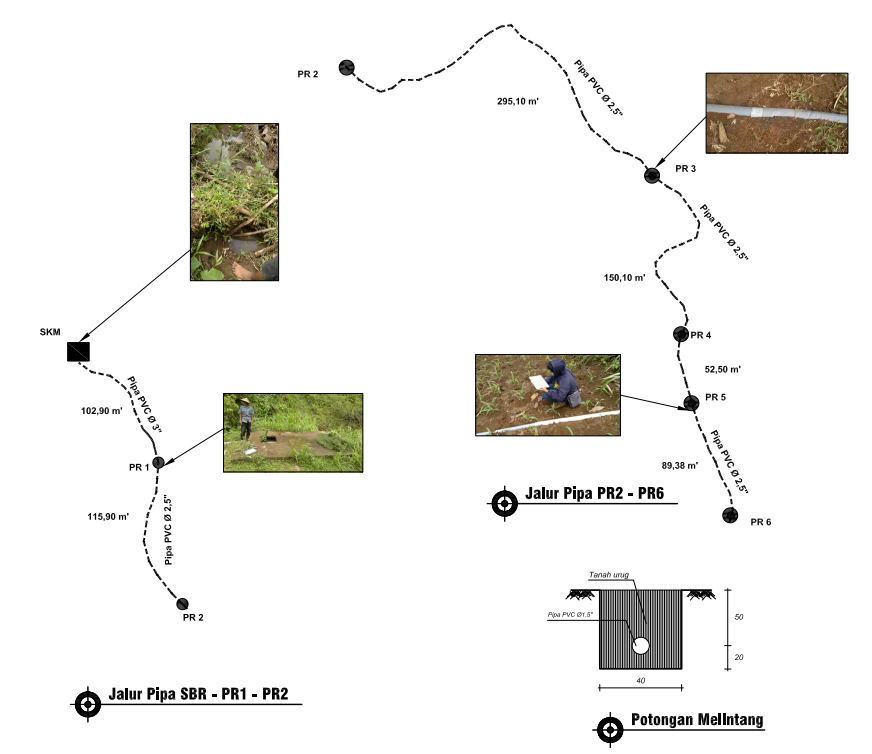 PR 2
Pipa PVC Ø 2,5"
295,10 m'
PR 3
Pipa PVC Ø 2,5"
150,10 m'
PR 4
52,50 m'
PR 5
Pipa PVC Ø 2,5"
89,38 m'
PR 6
Jalur Pipa PR2 - PR6
SKM
Pipa PVC Ø 3"
102,90 m'
PR 1
115,90 m'
Pipa PVC Ø 2,5"
PR 2
Jalur Pipa SBR - PR1 - PR2
Tanah urug
Pipa PVC Ø1.5"
50
20
40
Potongan Melintang